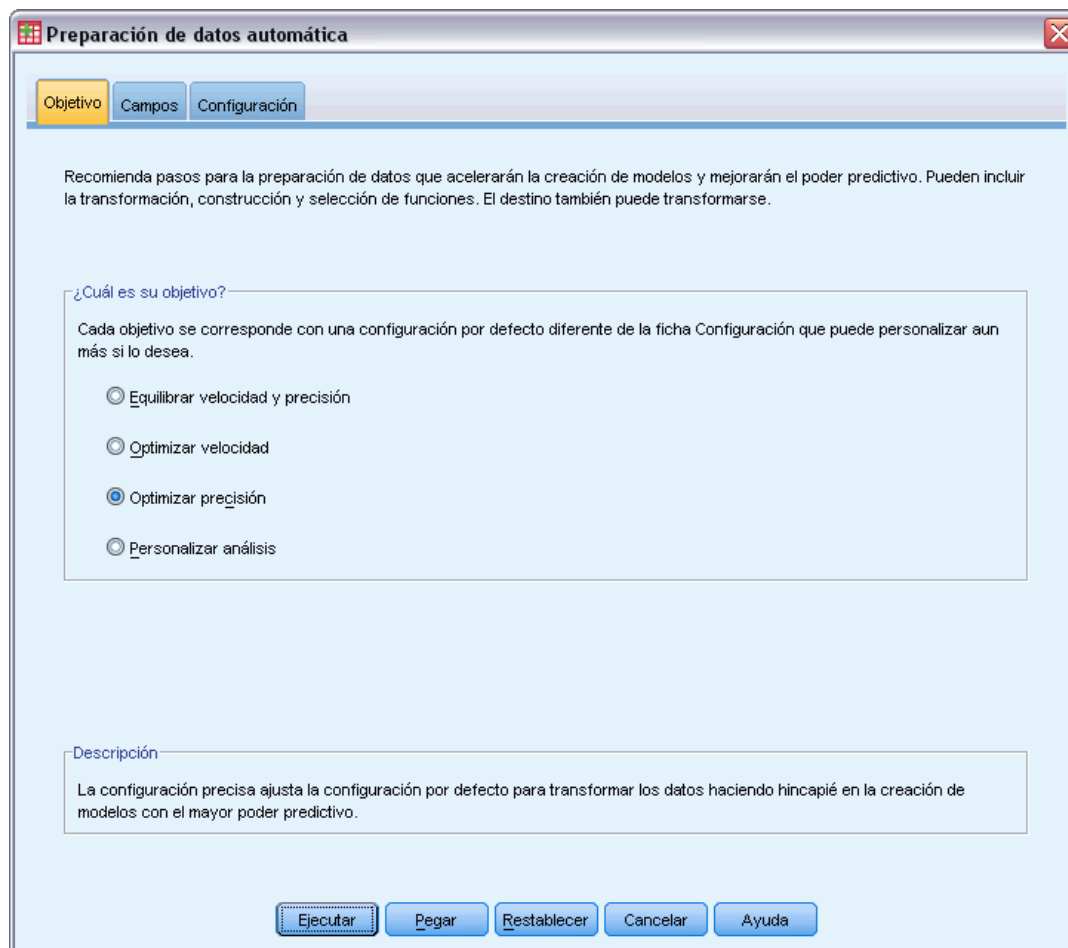 Preparación de datos automática
Objetivo Campos Configuración
Recomienda pasos para la preparación de datos que acelerarán la creación de modelos y mejorarán el poder predictivo. Pueden incluir
la transformación, construcción y selección de funciones. El destino también puede transformarse.
¿Cuál es su objetivo?
Cada objetivo se corresponde con una configuración por defecto diferente de la ficha Configuración que puede personalizar aun
más si lo desea.
Equilibrar velocidad y precisión
Optimizar velocidad
Optimizar precisión
Personalizar análisis
Descripción
La configuración precisa ajusta la configuración por defecto para transformar los datos haciendo hincapié en la creación de
modelos con el mayor poder predictivo.
Ejecutar Pegar Restablecer Cancelar Ayuda